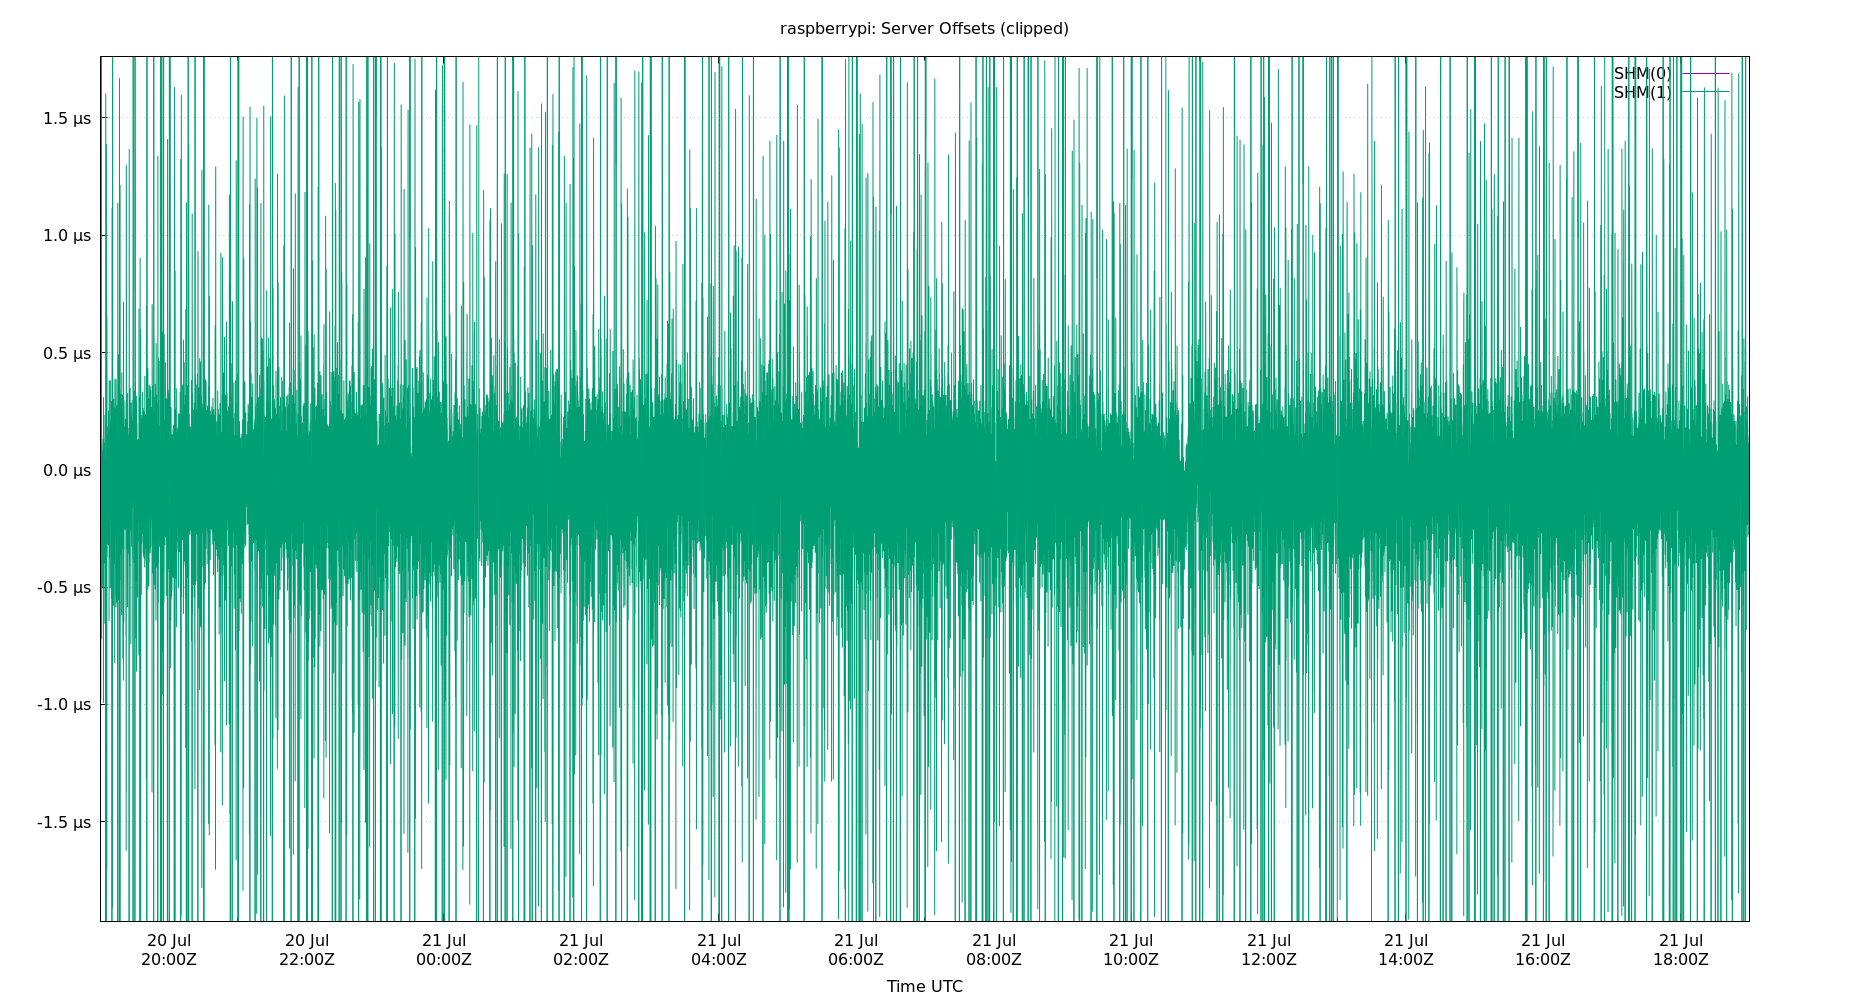 raspberrypi: Server Offsets (clipped)
SHM(0)
SHM(1)
1.5 µs
1.0 µs
0.5 µs
0.0 µs
-0.5 µs
-1.0 µs
-1.5 µs
20 Jul 20 Jul 21 Jul 21 Jul 21 Jul 21 Jul 21 Jul 21 Jul 21 Jul 21 Jul 21 Jul 21 Jul
20:00Z 22:00Z 00:00Z 02:00Z 04:00Z 06:00Z 08:00Z 10:00Z 12:00Z 14:00Z 16:00Z 18:00Z
Time UTC